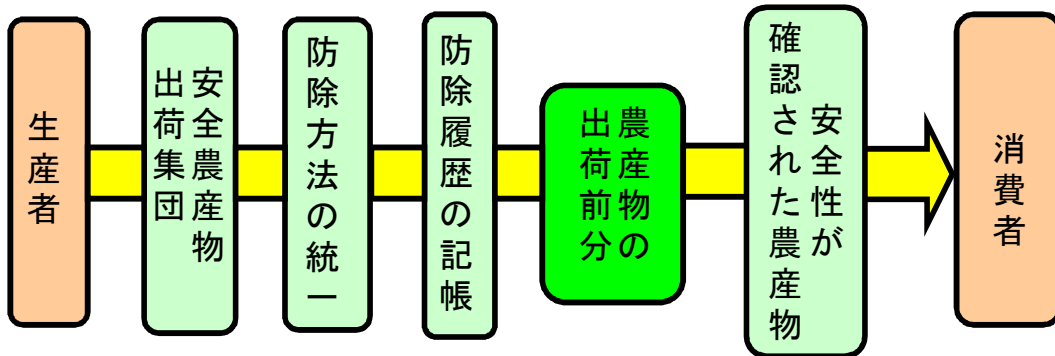 生産者
安全農産物
出荷集団
防除方法の統一
防除履歴の記帳
農産物の
出荷前分
安全性が
確認された農産物
消費者